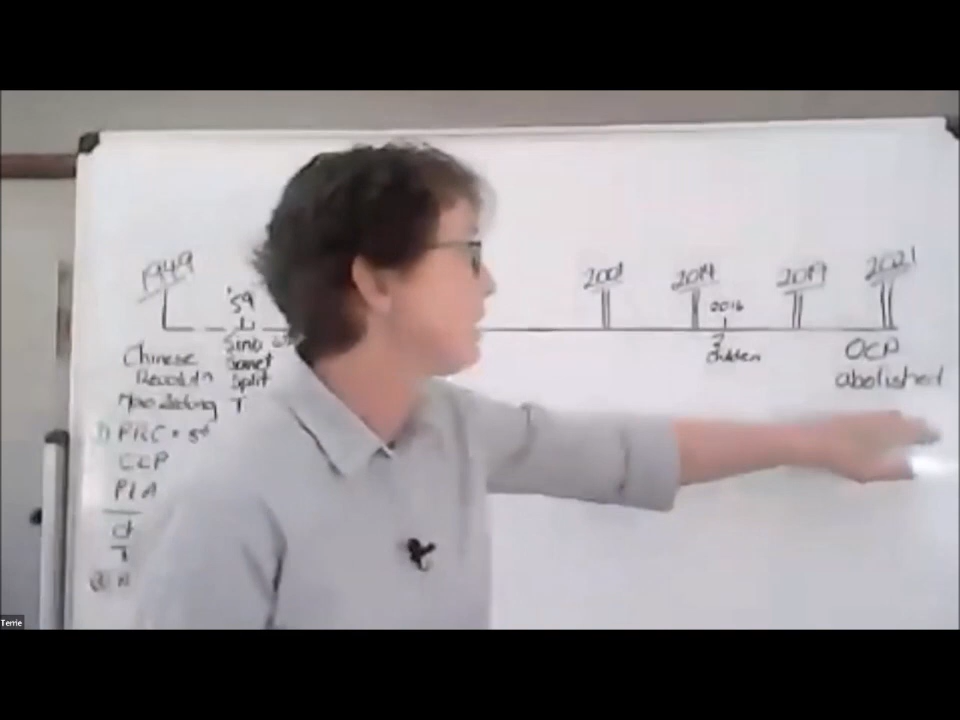 1949
'59
2001
2014
2016
2019
2021
Chinese
Mao Zedong
Sino
Soviet
Split
T
2
Children
OCP
abolished
PRC
CCP
PLA
T
Terrie